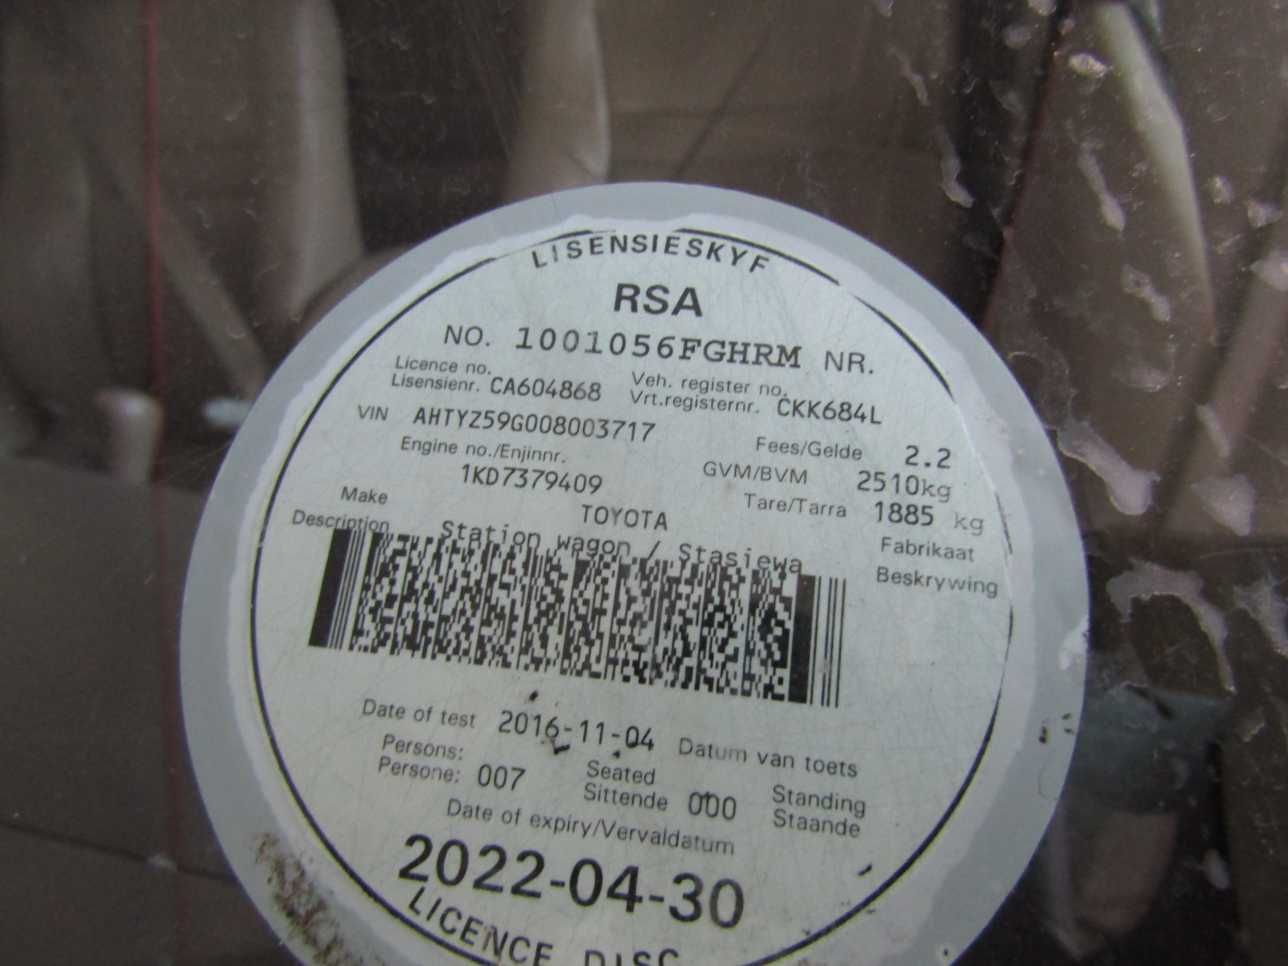 LISENSIESKYF
RSA
NO. 1001056FGHRM NR.
Licence no. Veh. register no.
Lisensienr. CA604868 Vrt.registernr. CKK684L
VIN AHTYZ59G008003717 Fees/Gelde 2.2
Engine no./Enjinnr. GVM/BVM 2510kg
1KD7379409 Tare/Tarra 1885 kg
Make TOYOTA Fabrikaat
Description Station wagon / Stasiewa Beskrywing
Date of test 2016-11-04 Datum van toets
Persons: Seated Standing
Persone: 007 Sittende 000 Staande
Date of expiry/Vervaldatum
2022-04-30
LICENCE DISC